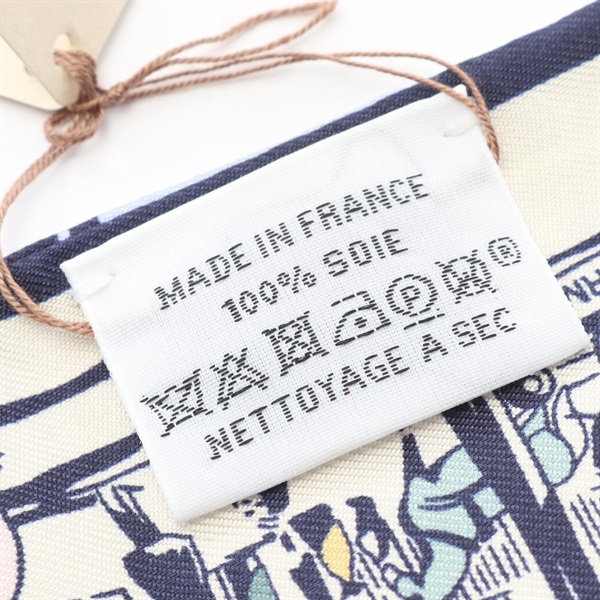 MADE IN FRANCE
100% SOIE
P ®
NETTOYAGE A SEC